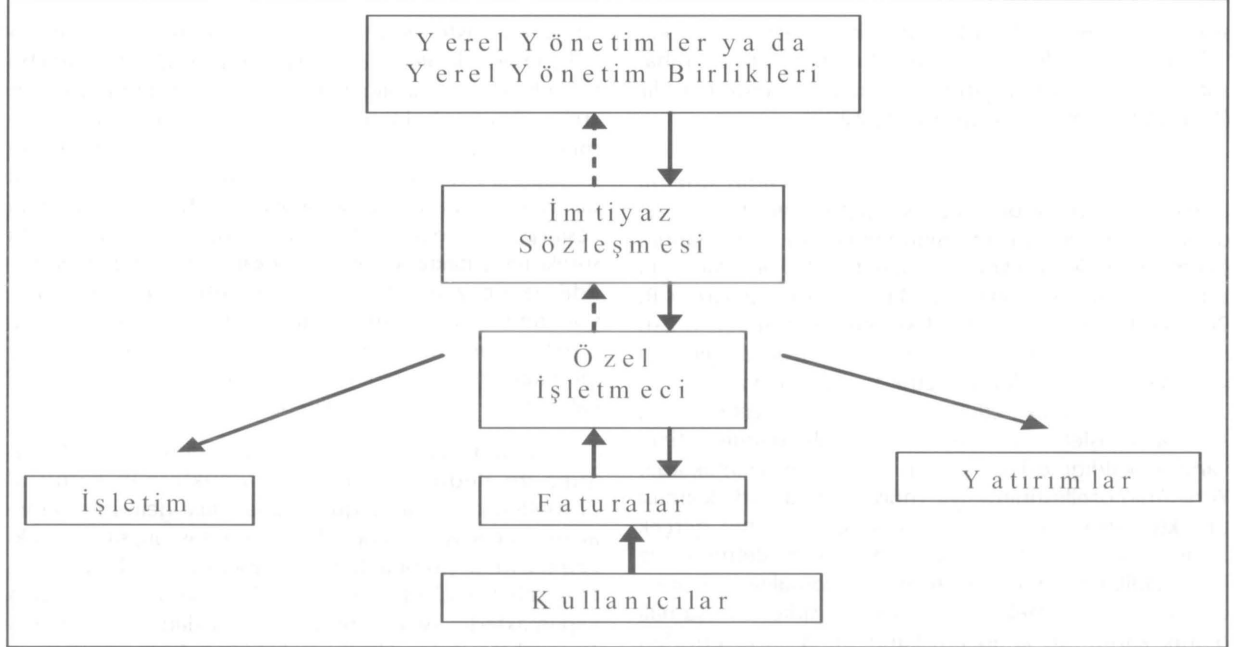 Yerel Yönetimler ya da
Yerel Yönetim Birlikleri
İmtiyaz
Sözleşmesi
Özel
İşletmeci
İşletim
Faturalar
Yatırımlar
Kullanıcılar